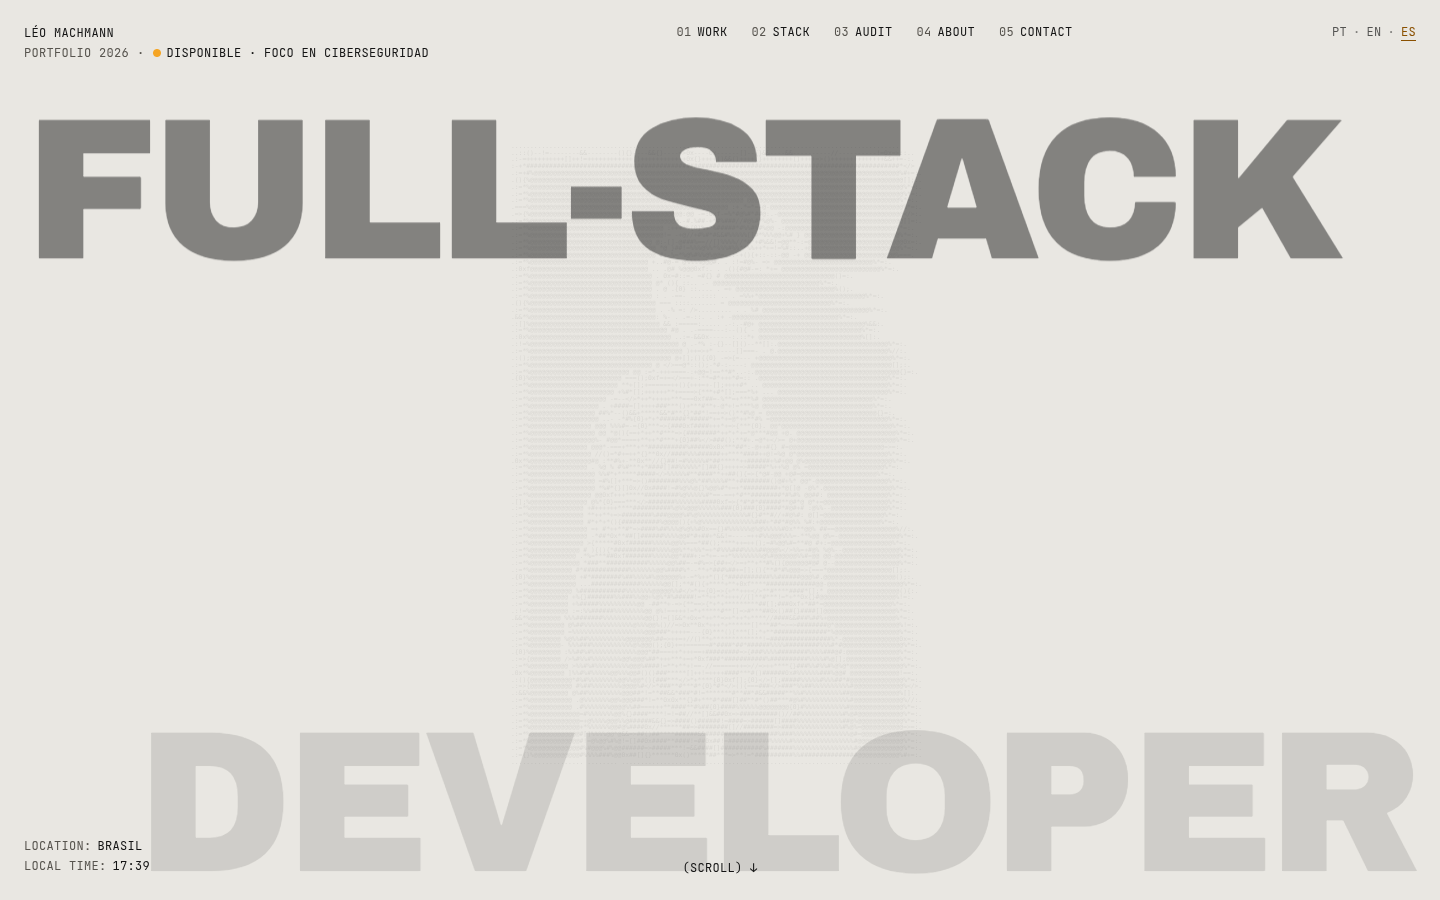 LÉO MACHMANN
PORTFOLIO 2026 · DISPONIBLE · FOCO EN CIBERSEGURIDAD
01 WORK 02 STACK 03 AUDIT 04 ABOUT 05 CONTACT
PT · EN · ES
FULL-STACK
DEVELOPER
LOCATION: BRASIL
LOCAL TIME: 17:39
(SCROLL) ↓